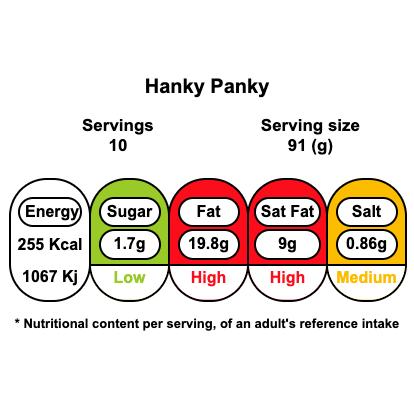 Hanky Panky
Servings
10
Serving size
91 (g)
Energy
255 Kcal
1067 Kj
Sugar
1.7g
Low
Fat
19.8g
High
Sat Fat
9g
High
Salt
0.86g
Medium
* Nutritional content per serving, of an adult's reference intake